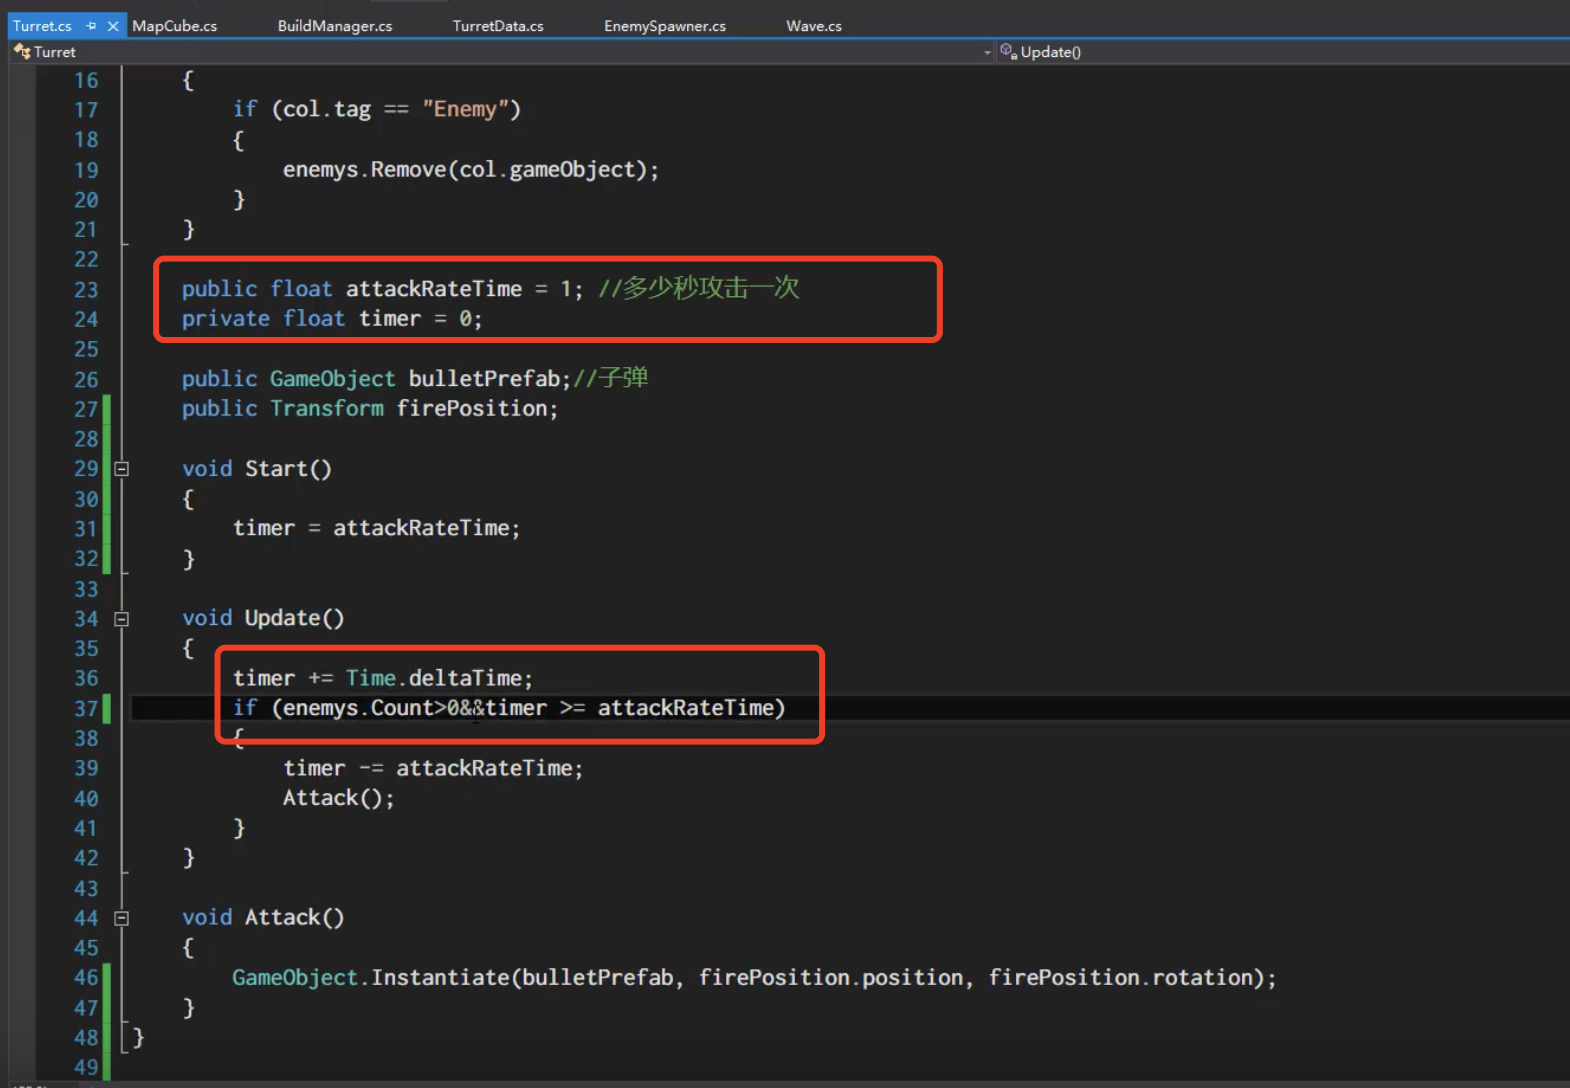 Turret.cs MapCube.cs BuildManager.cs TurretData.cs EnemySpawner.cs Wave.cs
Turret Update()
16 {
17 if (col.tag == "Enemy")
18 {
19 enemys.Remove(col.gameObject);
20 }
21 }
22
23 public float attackRateTime = 1; //多少秒攻击一次
24 private float timer = 0;
25
26 public GameObject bulletPrefab;//子弹
27 public Transform firePosition;
28
29 void Start()
30 {
31 timer = attackRateTime;
32 }
33
34 void Update()
35 {
36 timer += Time.deltaTime;
37 if (enemys.Count>0&&timer >= attackRateTime)
38 {
39 timer -= attackRateTime;
40 Attack();
41 }
42 }
43
44 void Attack()
45 {
46 GameObject.Instantiate(bulletPrefab, firePosition.position, firePosition.rotation);
47 }
48 }
49